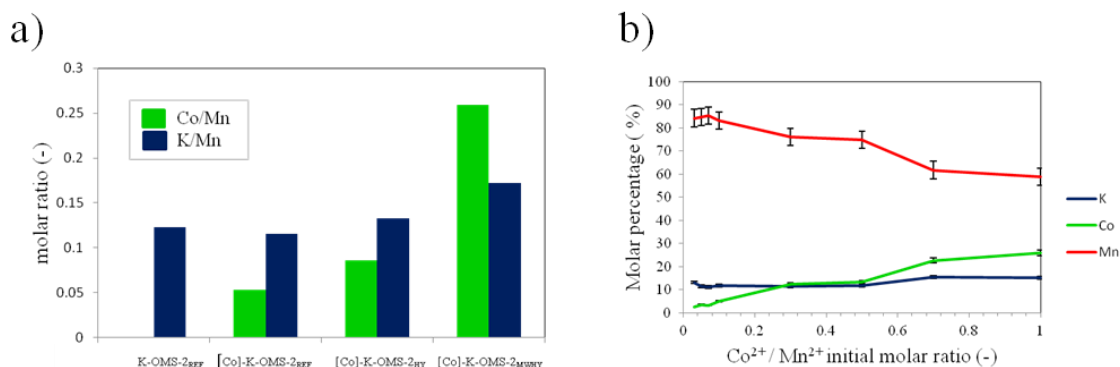 a)
0.3
0.25
0.2
0.15
0.1
0.05
0
molar ratio (-)
Co/Mn
K/Mn
K-OMS-2REF
[Co]-K-OMS-2REF
[Co]-K-OMS-2HY
[Co]-K-OMS-2MWHY
b)
100
90
80
70
60
50
40
30
20
10
0
Molar percentage ( %)
0
0.2
0.4
0.6
0.8
1
Co²⁺ / Mn²⁺ initial molar ratio (-)
K
Co
Mn